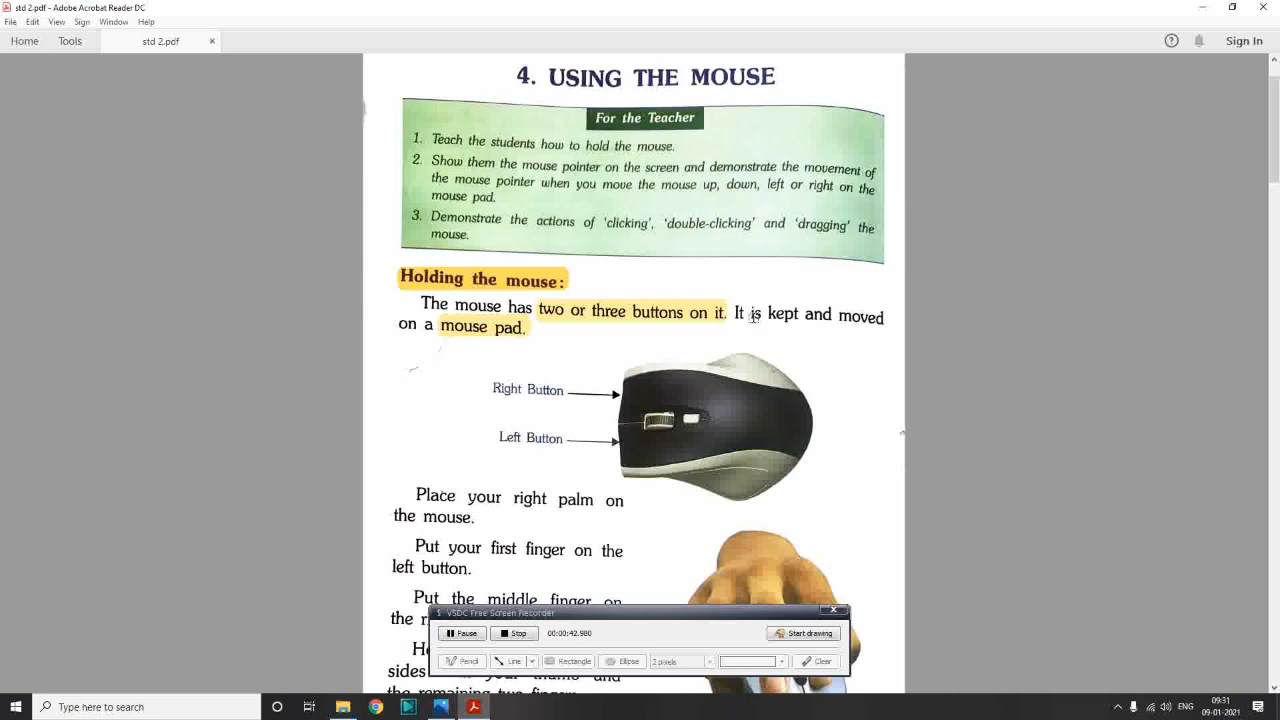 std 2.pdf - Adobe Acrobat Reader DC
File Edit View Sign Window Help
Home Tools std 2.pdf × Sign In
4. USING THE MOUSE
For the Teacher
1. Teach the students how to hold the mouse.
2. Show them the mouse pointer on the screen and demonstrate the movement of
the mouse pointer when you move the mouse up, down, left or right on the
mouse pad.
3. Demonstrate the actions of 'clicking', 'double-clicking' and 'dragging' the
mouse.
Holding the mouse:
The mouse has two or three buttons on it. It is kept and moved
on a mouse pad.
Right Button
Left Button
Place your right palm on
the mouse.
Put your first finger on the
left button.
Put the middle finger on
the
sides
the remaining two fingers
VSDC Free Screen Recorder
Pause Stop 00:00:42.980 Start drawing
Pencil Line Rectangle Ellipse 2 pixels Clear
Type here to search
ENG
09:31
09-01-2021